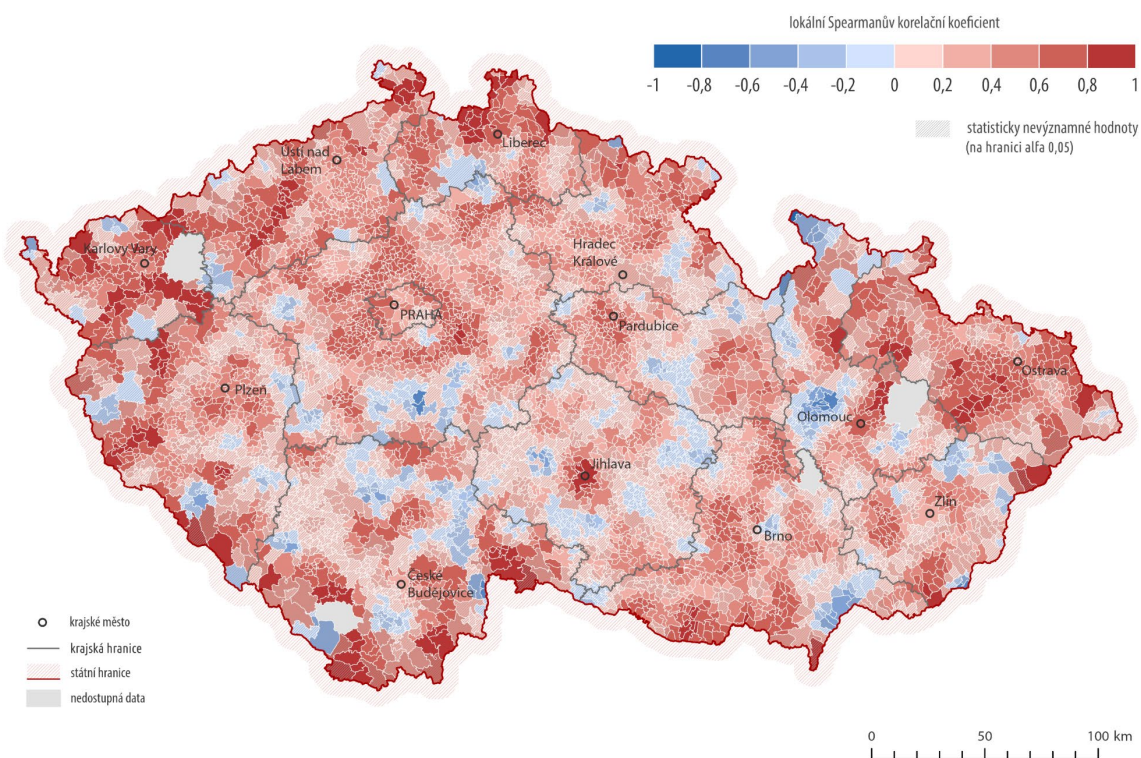 lokální Spearmanův korelační koeficient
-1 -0,8 -0,6 -0,4 -0,2 0 0,2 0,4 0,6 0,8 1
statisticky nevýznamné hodnoty
(na hranici alfa 0,05)
Liberec
Ústí nad
Labem
Karlovy Vary
Hradec
Králové
PRAHA
Pardubice
Plzeň
Ostrava
Olomouc
Jihlava
Zlín
Brno
České
Budějovice
krajské město
krajská hranice
státní hranice
nedostupná data
0 50 100 km